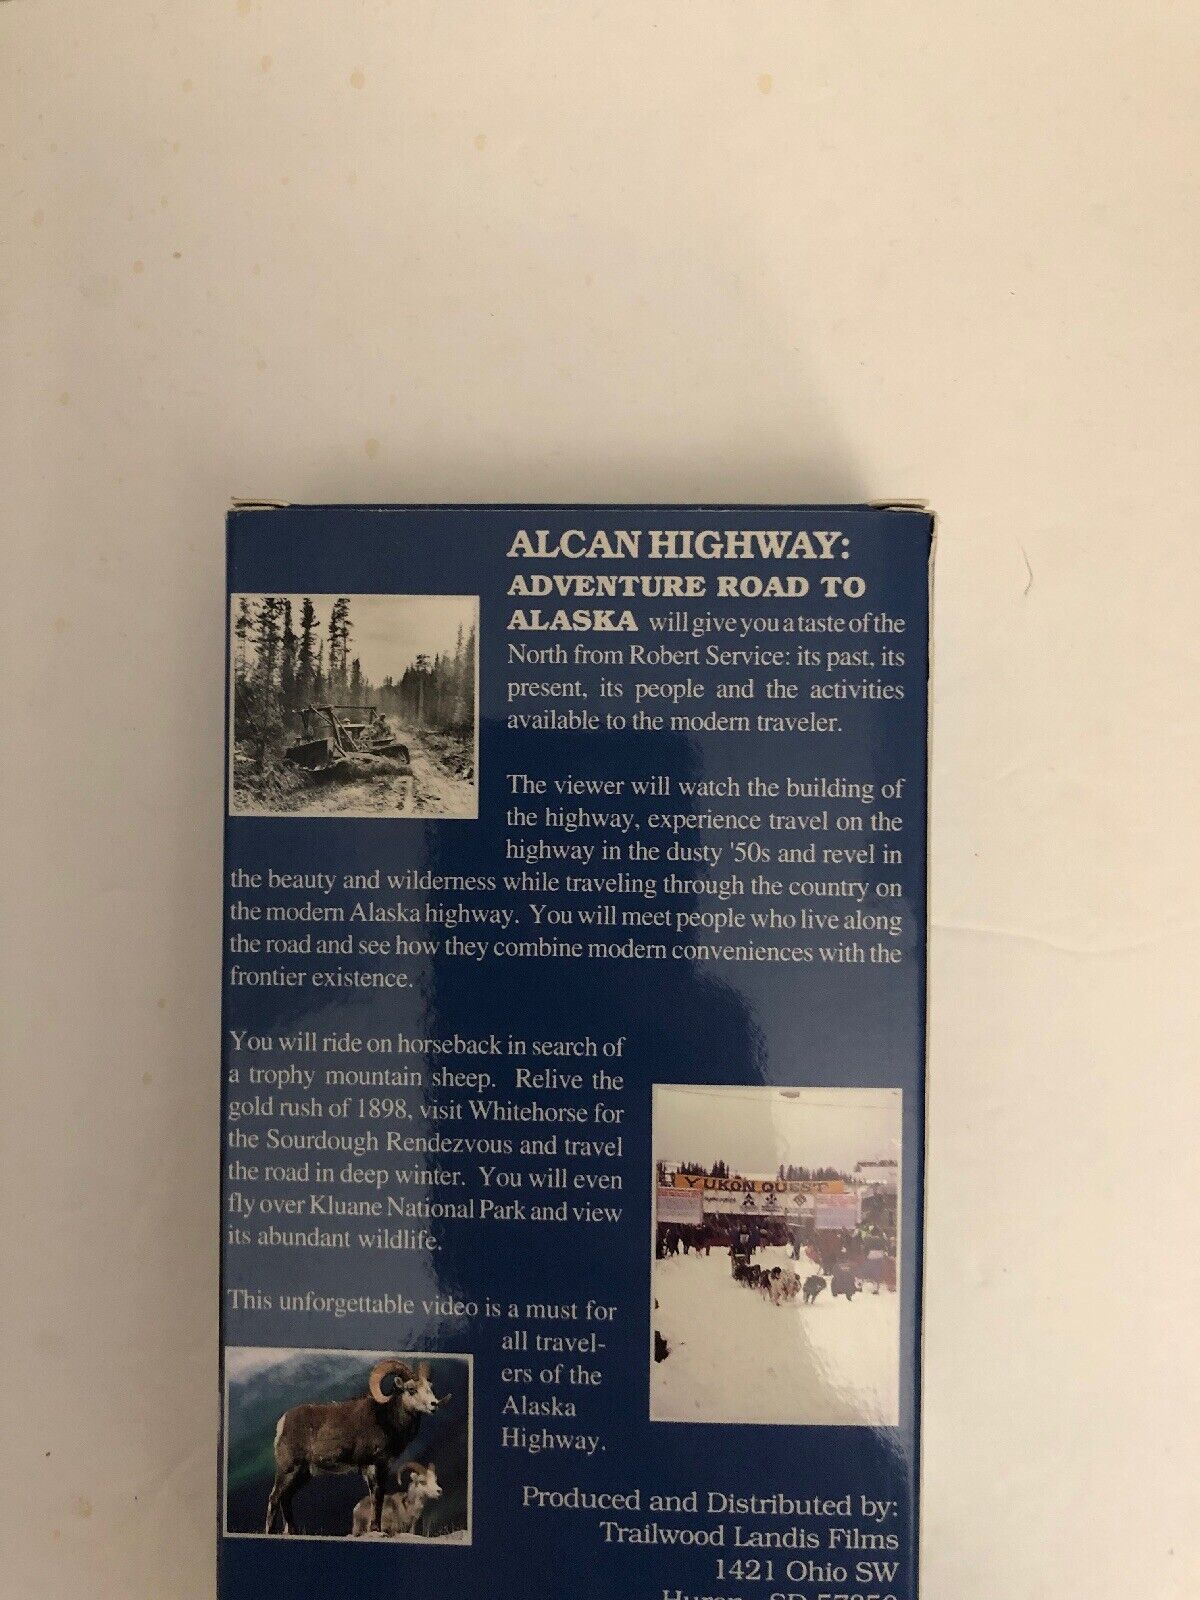 ALCAN HIGHWAY:
ADVENTURE ROAD TO
ALASKA will give you a taste of the
North from Robert Service: its past, its
present, its people and the activities
available to the modern traveler.
The viewer will watch the building of
the highway, experience travel on the
highway in the dusty '50s and revel in
the beauty and wilderness while traveling through the country on
the modern Alaska highway. You will meet people who live along
the road and see how they combine modern conveniences with the
frontier existence.
You will ride on horseback in search of
a trophy mountain sheep. Relive the
gold rush of 1898, visit Whitehorse for
the Sourdough Rendezvous and travel
the road in deep winter. You will even
fly over Kluane National Park and view
its abundant wildlife.
YUKON QUEST
This unforgettable video is a must for
all travel-
ers of the
Alaska
Highway.
Produced and Distributed by:
Trailwood Landis Films
1421 Ohio SW
Huron, SD 57350